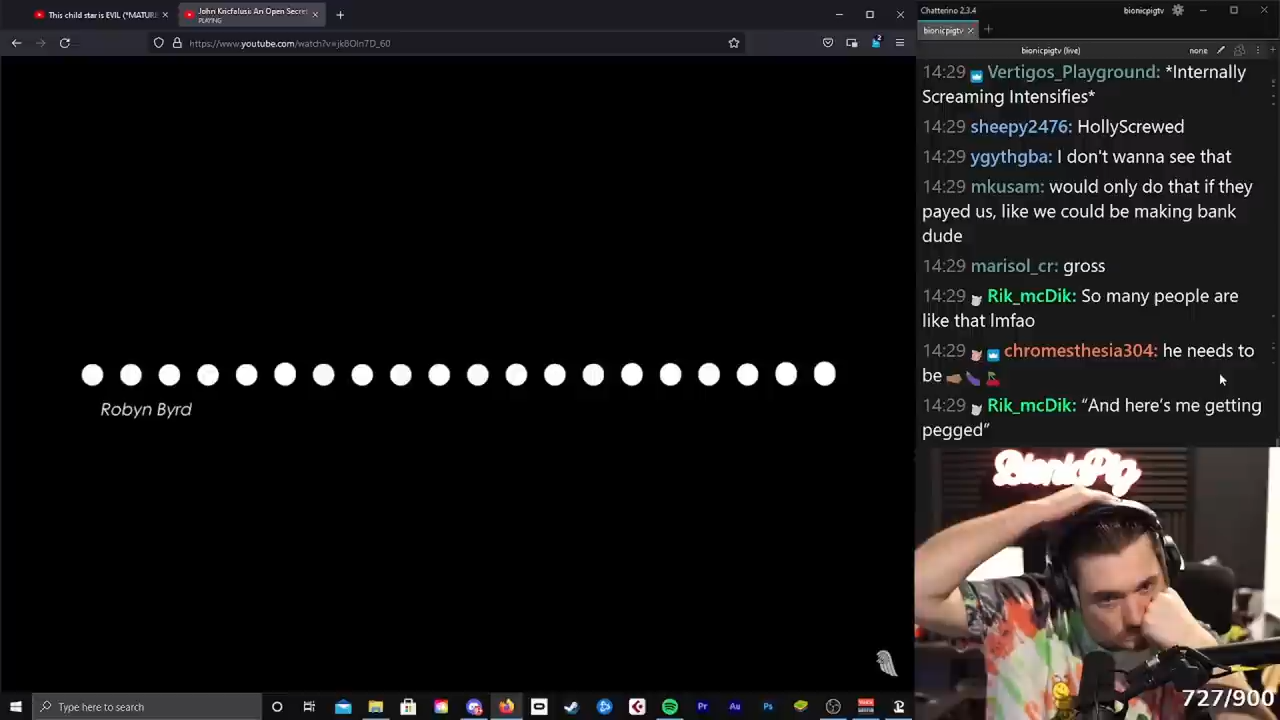 This child star is EVIL (*MATURE
John Kricfalusi: An Open Secret
PLAYING
https://www.youtube.com/watch?v=jk8Oln7D_60
2
Robyn Byrd
Type here to search
Chatterino 2.3.4
bionicpigtv
bionicpigtv
bionicpigtv (live)
none
14:29 Vertigos_Playground: *Internally
Screaming Intensifies*
14:29 sheepy2476: HollyScrewed
14:29 ygythgba: I don't wanna see that
14:29 mkusam: would only do that if they
payed us, like we could be making bank
dude
14:29 marisol_cr: gross
14:29 Rik_mcDik: So many people are
like that lmfao
14:29 chromesthesia304: he needs to
be
14:29 Rik_mcDik: “And here’s me getting
pegged”
BionicPig
727/900